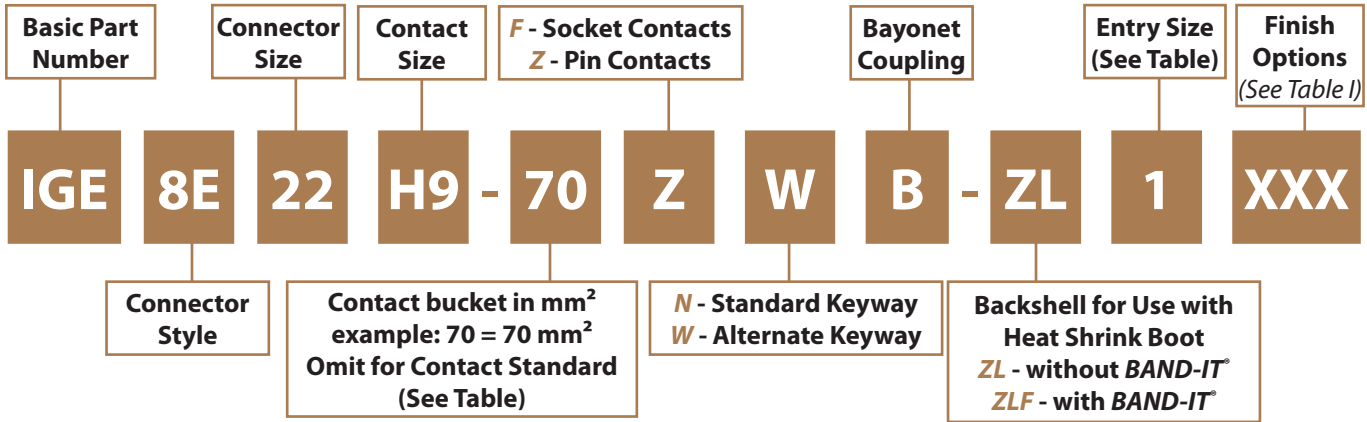 Basic Part
Number
Connector
Size
Contact
Size
F - Socket Contacts
Z - Pin Contacts
Bayonet
Coupling
Entry Size
(See Table)
Finish
Options
(See Table I)
IGE 8E 22 H9 - 70 Z W B - ZL 1 XXX
Connector
Style
Contact bucket in mm²
example: 70 = 70 mm²
Omit for Contact Standard
(See Table)
N - Standard Keyway
W - Alternate Keyway
Backshell for Use with
Heat Shrink Boot
ZL - without BAND-IT®
ZLF - with BAND-IT®